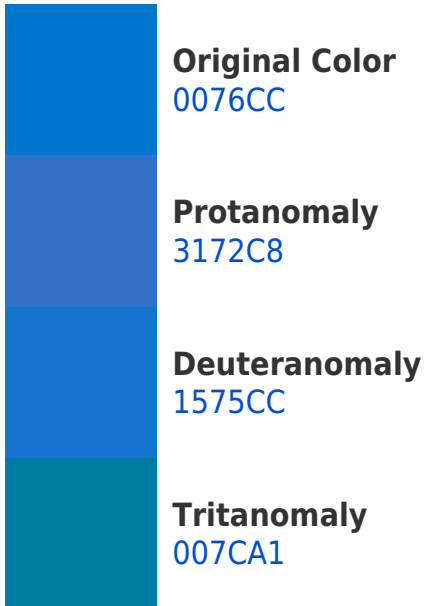 Original Color
0076CC
Protanomaly
3172C8
Deuteranomaly
1575CC
Tritanomaly
007CA1